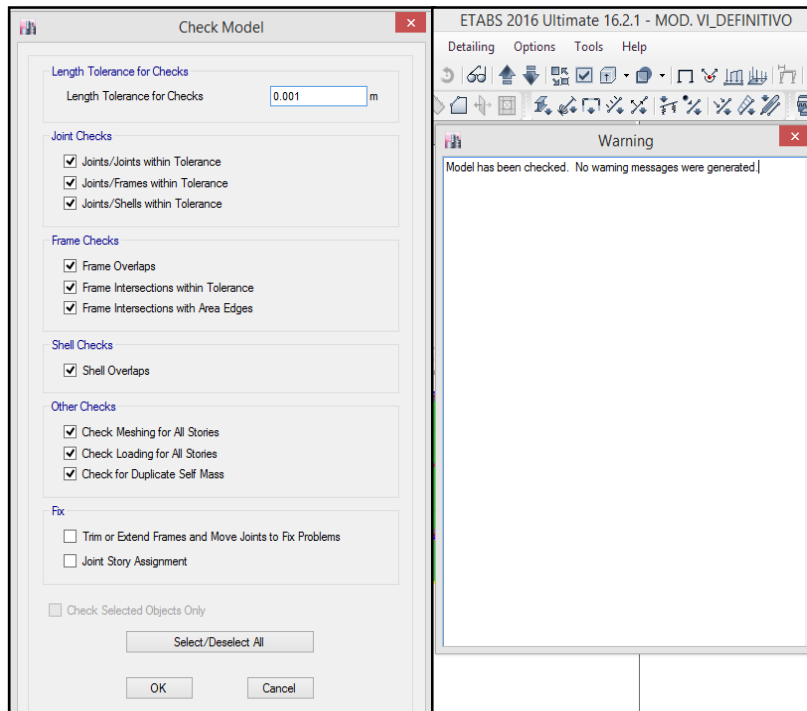 Check Model
Length Tolerance for Checks
Length Tolerance for Checks 0.001 m
Joint Checks
Joints/Joints within Tolerance
Joints/Frames within Tolerance
Joints/Shells within Tolerance
Frame Checks
Frame Overlaps
Frame Intersections within Tolerance
Frame Intersections with Area Edges
Shell Checks
Shell Overlaps
Other Checks
Check Meshing for All Stories
Check Loading for All Stories
Check for Duplicate Self Mass
Fix
Trim or Extend Frames and Move Joints to Fix Problems
Joint Story Assignment
Check Selected Objects Only
Select/Deselect All
OK Cancel
ETABS 2016 Ultimate 16.2.1 - MOD. VI_DEFINITIVO
Detailing Options Tools Help
Warning
Model has been checked. No warning messages were generated.